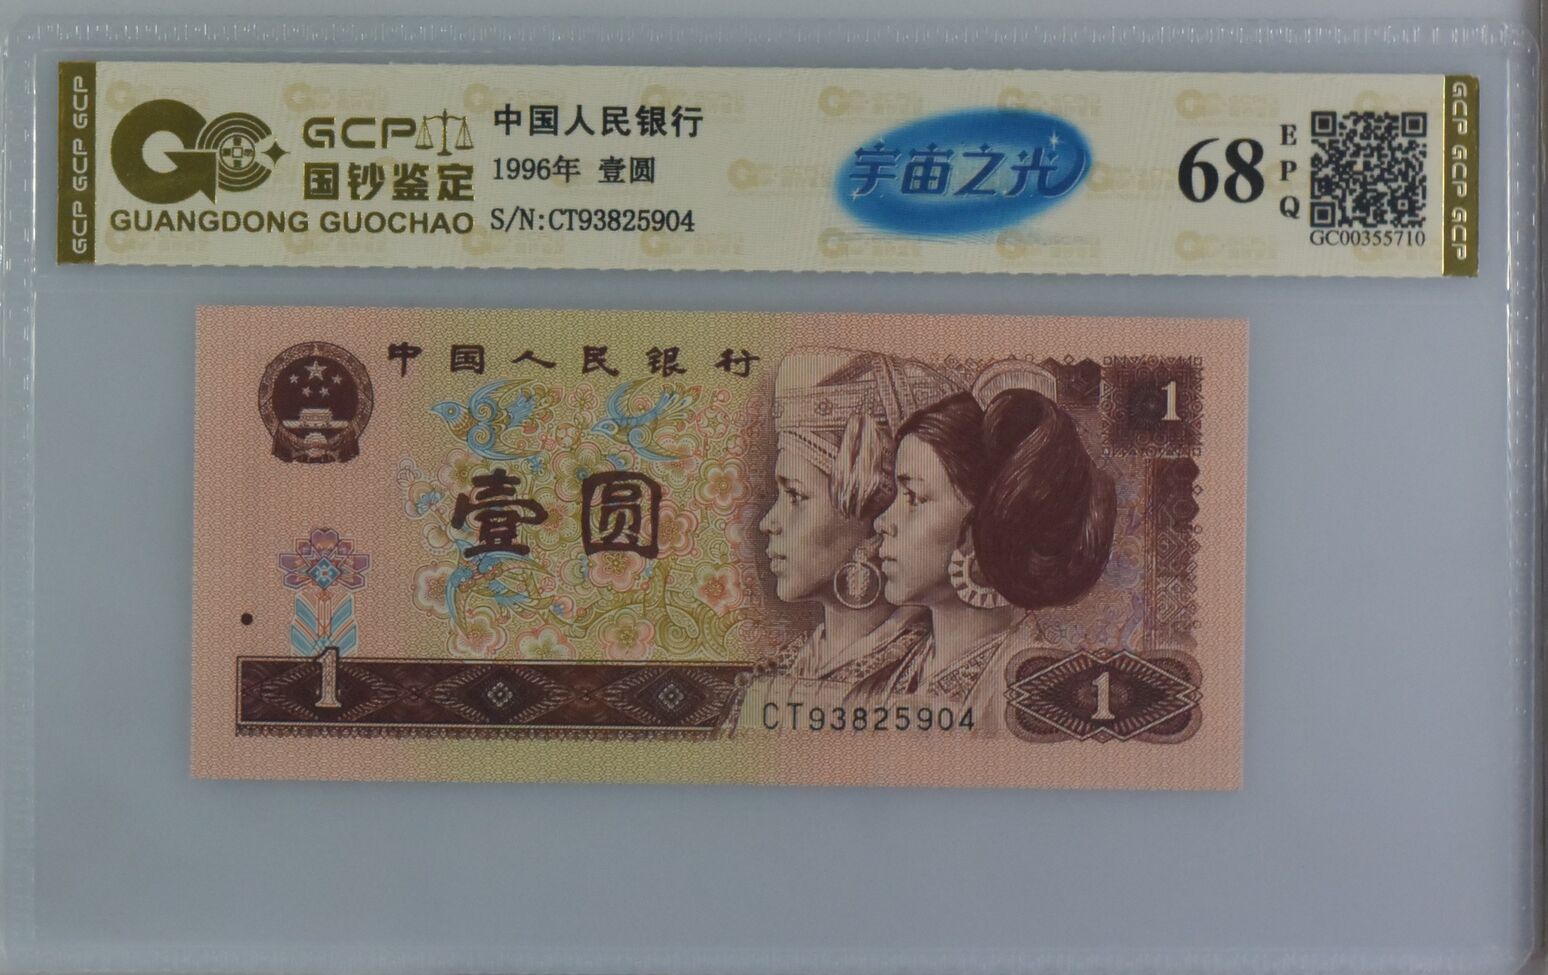 GCP GCP GCP
GC
GCP
国钞鉴定
GUANGDONG GUOCHAO
中国人民银行
1996年 壹圆
S/N:CT93825904
宇宙之光
68
EPQ
GC00355710
GCP GCP GCP
中国人民银行
1
壹圆
1
CT93825904
1